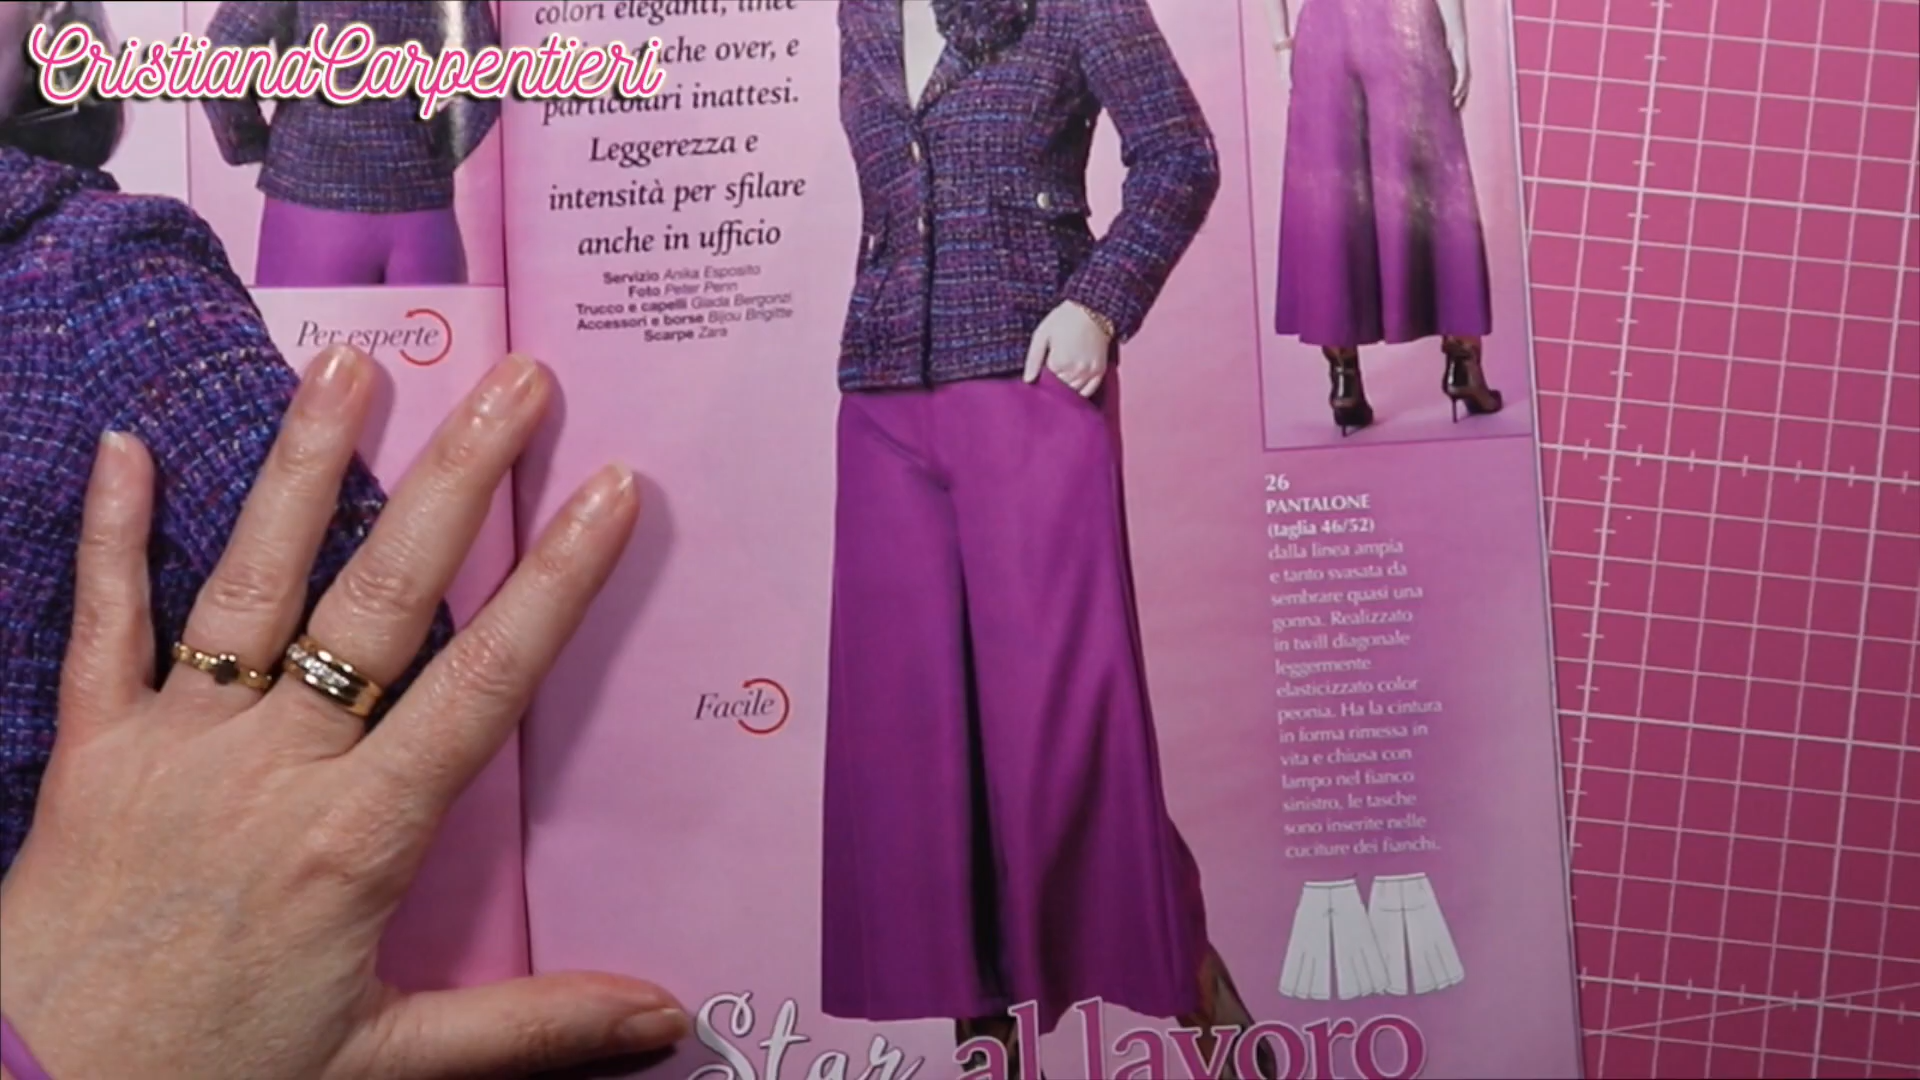 CristianaCarpentieri
colori eleganti, linee
anche over, e
particolari inattesi.
Leggerezza e
intensità per sfilare
anche in ufficio
Servizio Anika Esposito
Foto Peter Perin
Trucco e capelli Giada Bergonzi
Accessori e borse Bijou Brigitte
Scarpe Zara
Per esperte
Facile
26
PANTALONE
(taglia 46/52)
dalla linea ampia
e tanto svasata da
sembrare quasi una
gonna. Realizzato
in twill diagonale
leggermente
elasticizzato color
peonia. Ha la cintura
in forma rimessa in
vita e chiusa con
lampo nel fianco
sinistro, le tasche
sono inserite nelle
cuciture dei fianchi.
Star al lavoro